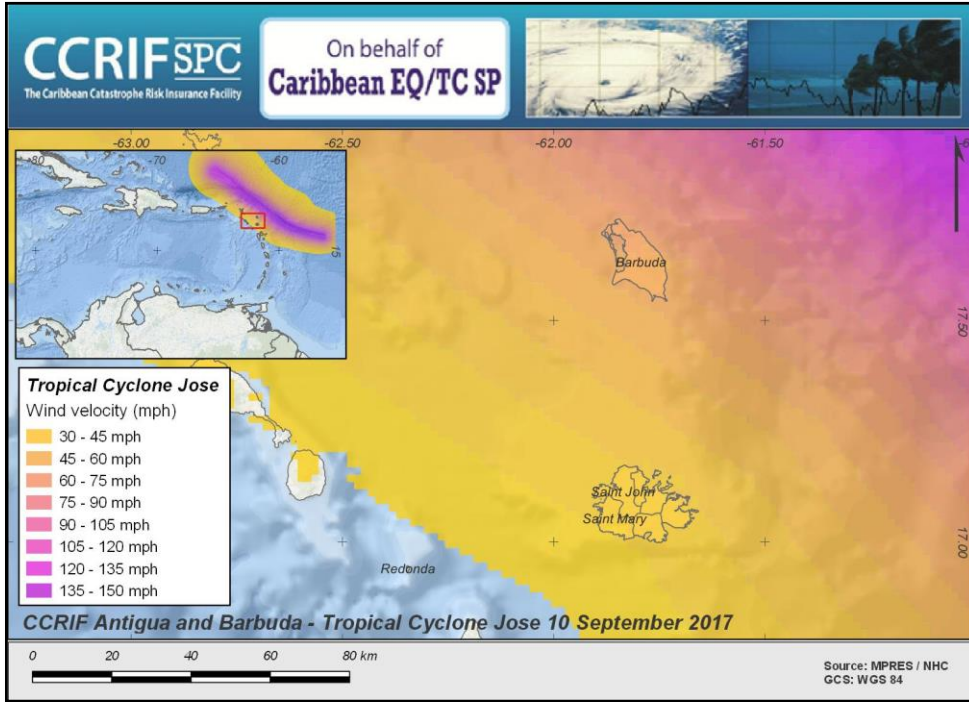 CCRIF SPC
The Caribbean Catastrophe Risk Insurance Facility
On behalf of
Caribbean EQ/TC SP
-63.00
-62.50
-62.00
-61.50
-80
-70
-60
15
Barbuda
17.50
Tropical Cyclone Jose
Wind velocity (mph)
30 - 45 mph
45 - 60 mph
60 - 75 mph
75 - 90 mph
90 - 105 mph
105 - 120 mph
120 - 135 mph
135 - 150 mph
Saint John
Saint Mary
17.00
Redonda
CCRIF Antigua and Barbuda - Tropical Cyclone Jose 10 September 2017
0 20 40 60 80 km
Source: MPRES / NHC
GCS: WGS 84